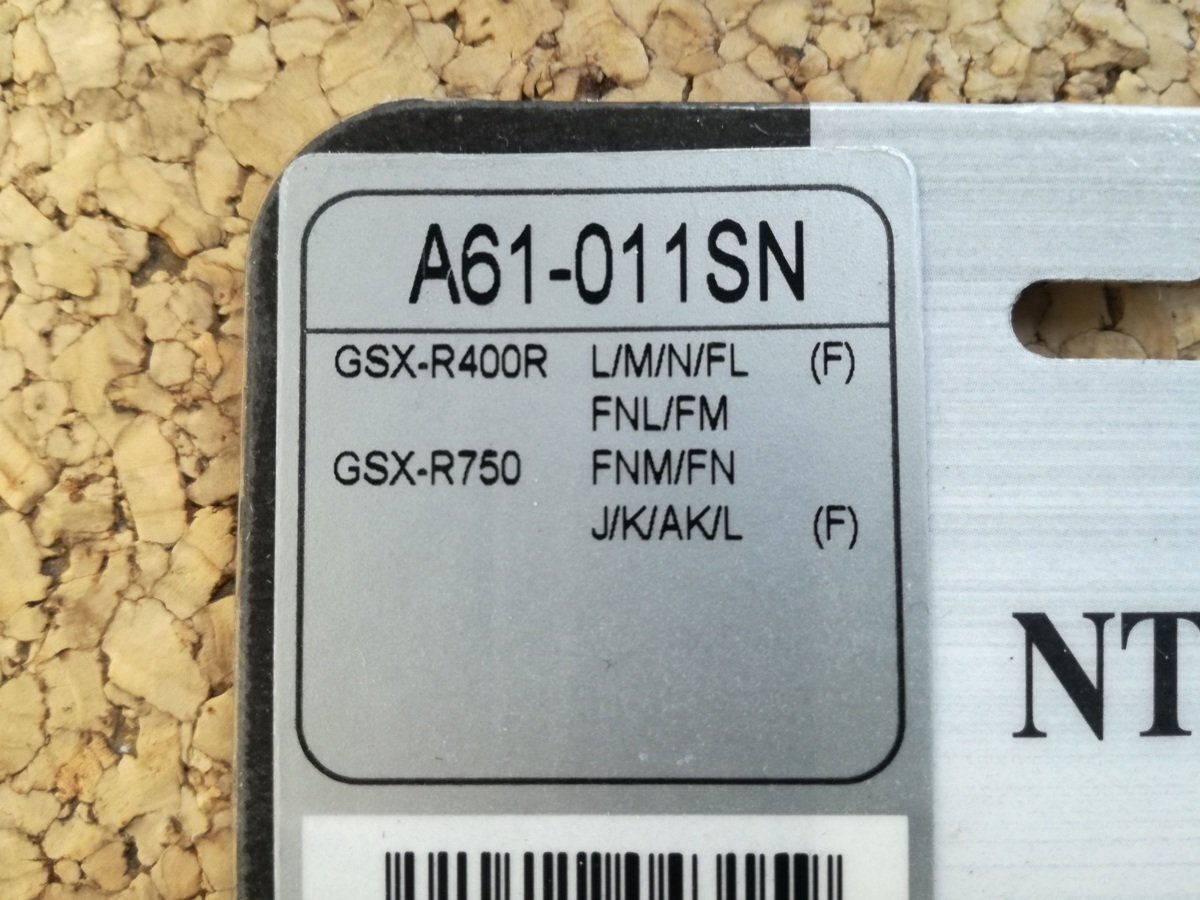 A61-011SN
GSX-R400R L/M/N/FL (F)
FNL/FM
GSX-R750 FNM/FN
J/K/AK/L (F)
NT